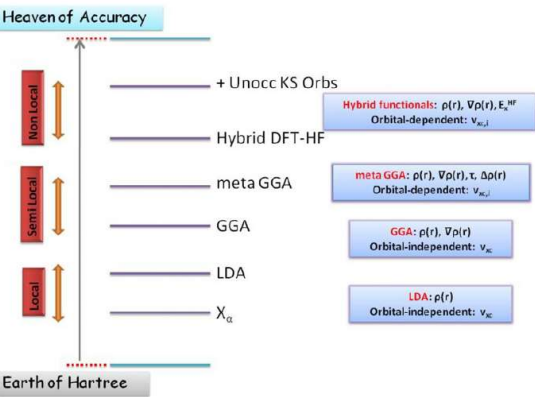 Heaven of Accuracy
+ Unocc KS Orbs
Non Local
Hybrid functionals: ρ(r), ∇ρ(r), Eₓᴴᶠ
Orbital-dependent: vₓc,i
Hybrid DFT-HF
meta GGA
Semi Local
meta GGA: ρ(r), ∇ρ(r), τ, Δρ(r)
Orbital-dependent: vₓc,i
GGA
GGA: ρ(r), ∇ρ(r)
Orbital-independent: vₓc
LDA
Local
LDA: ρ(r)
Orbital-independent: vₓc
Xα
Earth of Hartree